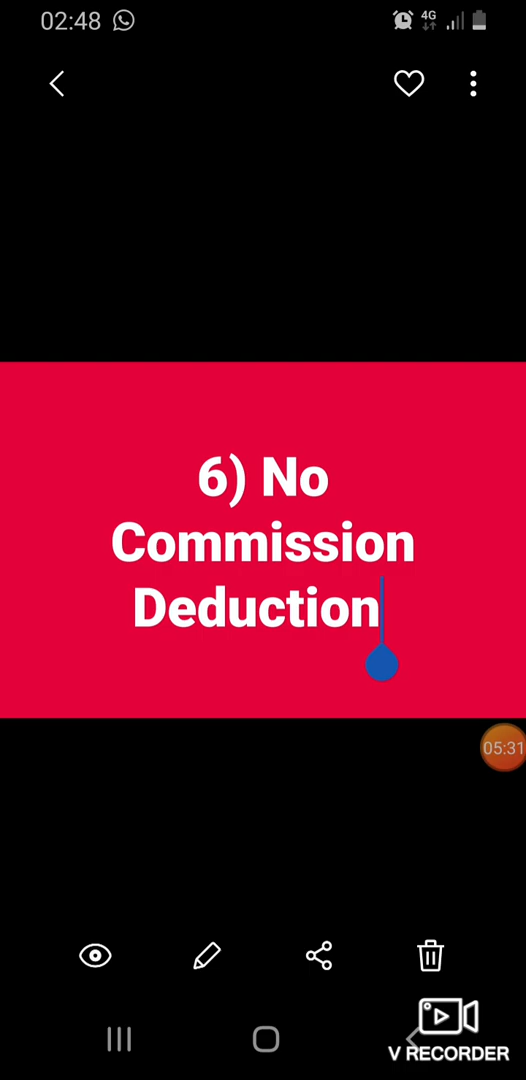 02:48
4G
6) No
Commission
Deduction
05:31
V RECORDER